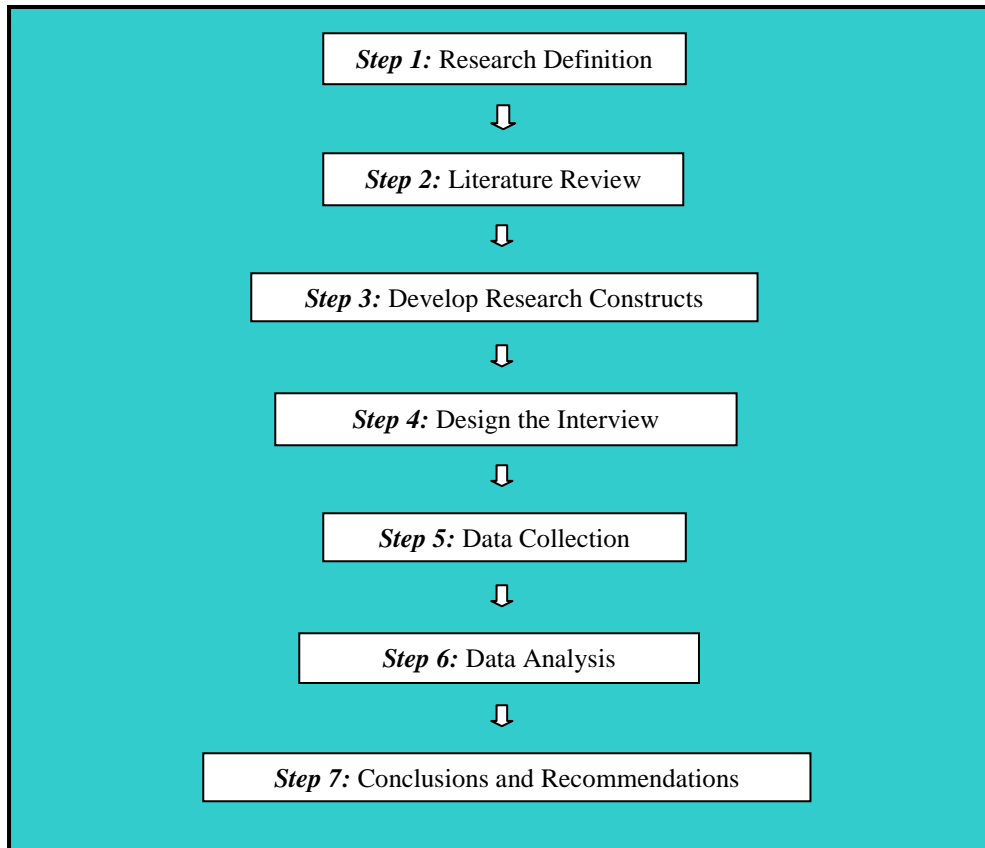 Step 1: Research Definition
Step 2: Literature Review
Step 3: Develop Research Constructs
Step 4: Design the Interview
Step 5: Data Collection
Step 6: Data Analysis
Step 7: Conclusions and Recommendations